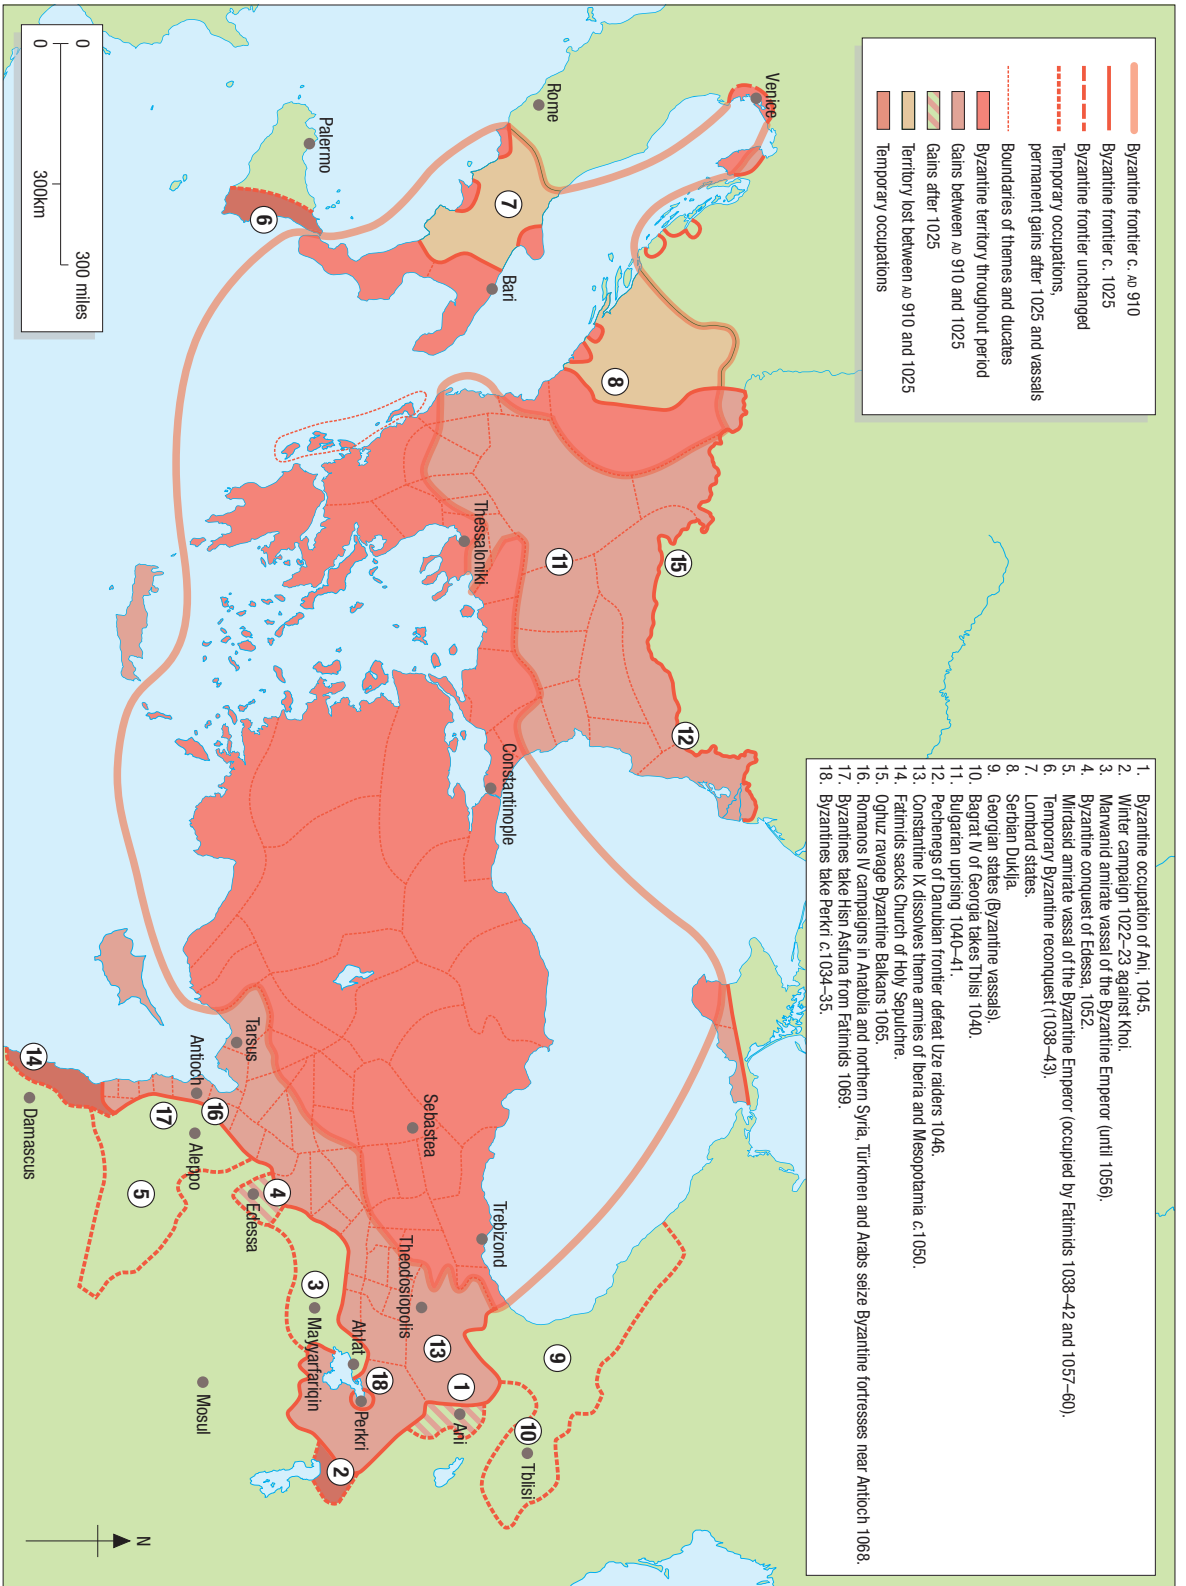 Byzantine frontier c. AD 910
Byzantine frontier c. 1025
Byzantine frontier unchanged
Temporary occupations,
permanent gains after 1025 and vassals
Boundaries of themes and ducates
Byzantine territory throughout period
Gains between AD 910 and 1025
Gains after 1025
Territory lost between AD 910 and 1025
Temporary occupations
1. Byzantine occupation of Ani, 1045.
2. Winter campaign 1022–23 against Khoi.
3. Marwanid amirate vassal of the Byzantine Emperor (until 1056).
4. Byzantine conquest of Edessa, 1052.
5. Mirdasid amirate vassal of the Byzantine Emperor (occupied by Fatimids 1038–42 and 1057–60).
6. Temporary Byzantine reconquest (1038–43).
7. Lombard states.
8. Serbian Duklja.
9. Georgian states (Byzantine vassals).
10. Bagrat IV of Georgia takes Tblisi 1040.
11. Bulgarian uprising 1040–41.
12. Pechenegs of Danubian frontier defeat Uze raiders 1046.
13. Constantine IX dissolves theme armies of Iberia and Mesopotamia c.1050.
14. Fatimids sacks Church of Holy Sepulchre.
15. Oghuz ravage Byzantine Balkans 1065.
16. Romanos IV campaigns in Anatolia and northern Syria, Türkmen and Arabs seize Byzantine fortresses near Antioch 1068.
17. Byzantines take Hisn Asfuna from Fatimids 1069.
18. Byzantines take Perkri c.1034–35.
Venice
Rome
Palermo
Bari
Thessaloniki
Constantinople
Trebizond
Sebastea
Theodosiopolis
Tarsus
Antioch
Aleppo
Damascus
Edessa
Mayyarfariqin
Ahlat
Perkri
Ani
Tblisi
Mosul
1
2
3
4
5
6
7
8
9
10
11
12
13
14
15
16
17
18
N
0
300 miles
0
300km